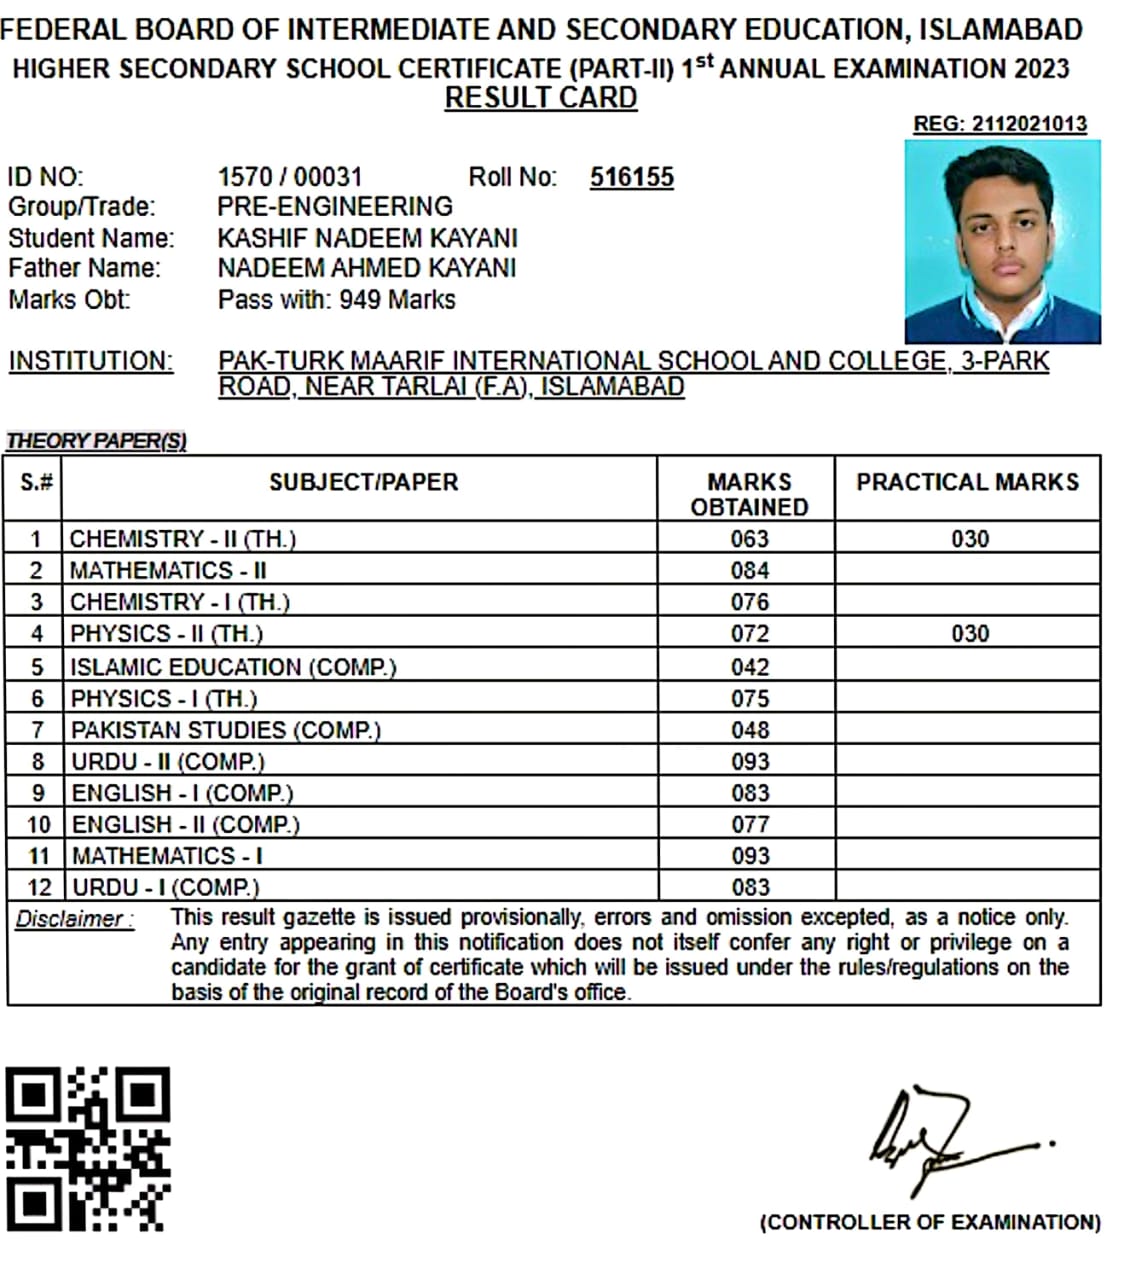 FEDERAL BOARD OF INTERMEDIATE AND SECONDARY EDUCATION, ISLAMABAD
HIGHER SECONDARY SCHOOL CERTIFICATE (PART-II) 1st ANNUAL EXAMINATION 2023
RESULT CARD
REG: 2112021013
ID NO: 1570 / 00031 Roll No: 516155
Group/Trade: PRE-ENGINEERING
Student Name: KASHIF NADEEM KAYANI
Father Name: NADEEM AHMED KAYANI
Marks Obt: Pass with: 949 Marks
INSTITUTION: PAK-TURK MAARIF INTERNATIONAL SCHOOL AND COLLEGE, 3-PARK
ROAD, NEAR TARLAI (F.A), ISLAMABAD
THEORY PAPER(S)
S.# SUBJECT/PAPER MARKS OBTAINED PRACTICAL MARKS
1 CHEMISTRY - II (TH.) 063 030
2 MATHEMATICS - II 084
3 CHEMISTRY - I (TH.) 076
4 PHYSICS - II (TH.) 072 030
5 ISLAMIC EDUCATION (COMP.) 042
6 PHYSICS - I (TH.) 075
7 PAKISTAN STUDIES (COMP.) 048
8 URDU - II (COMP.) 093
9 ENGLISH - I (COMP.) 083
10 ENGLISH - II (COMP.) 077
11 MATHEMATICS - I 093
12 URDU - I (COMP.) 083
Disclaimer : This result gazette is issued provisionally, errors and omission excepted, as a notice only.
Any entry appearing in this notification does not itself confer any right or privilege on a
candidate for the grant of certificate which will be issued under the rules/regulations on the
basis of the original record of the Board's office.
(CONTROLLER OF EXAMINATION)